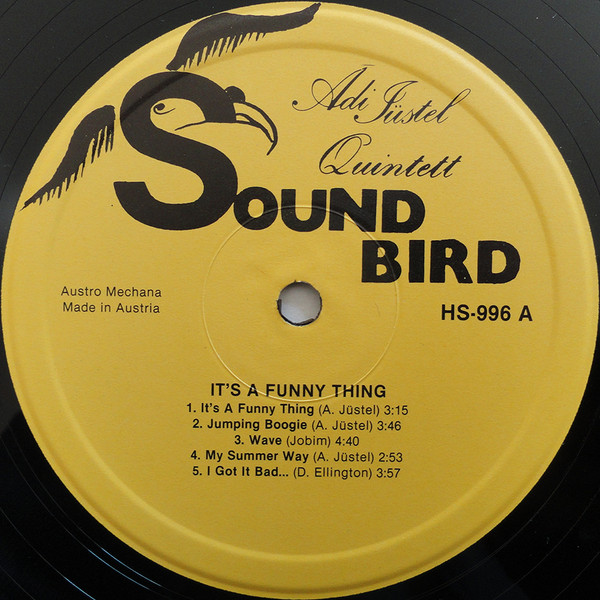 Adi Jüstel
Quintett
SOUND
BIRD
Austro Mechana
Made in Austria
HS-996 A
IT'S A FUNNY THING
1. It's A Funny Thing (A. Jüstel) 3:15
2. Jumping Boogie (A. Jüstel) 3:46
3. Wave (Jobim) 4:40
4. My Summer Way (A. Jüstel) 2:53
5. I Got It Bad... (D. Ellington) 3:57